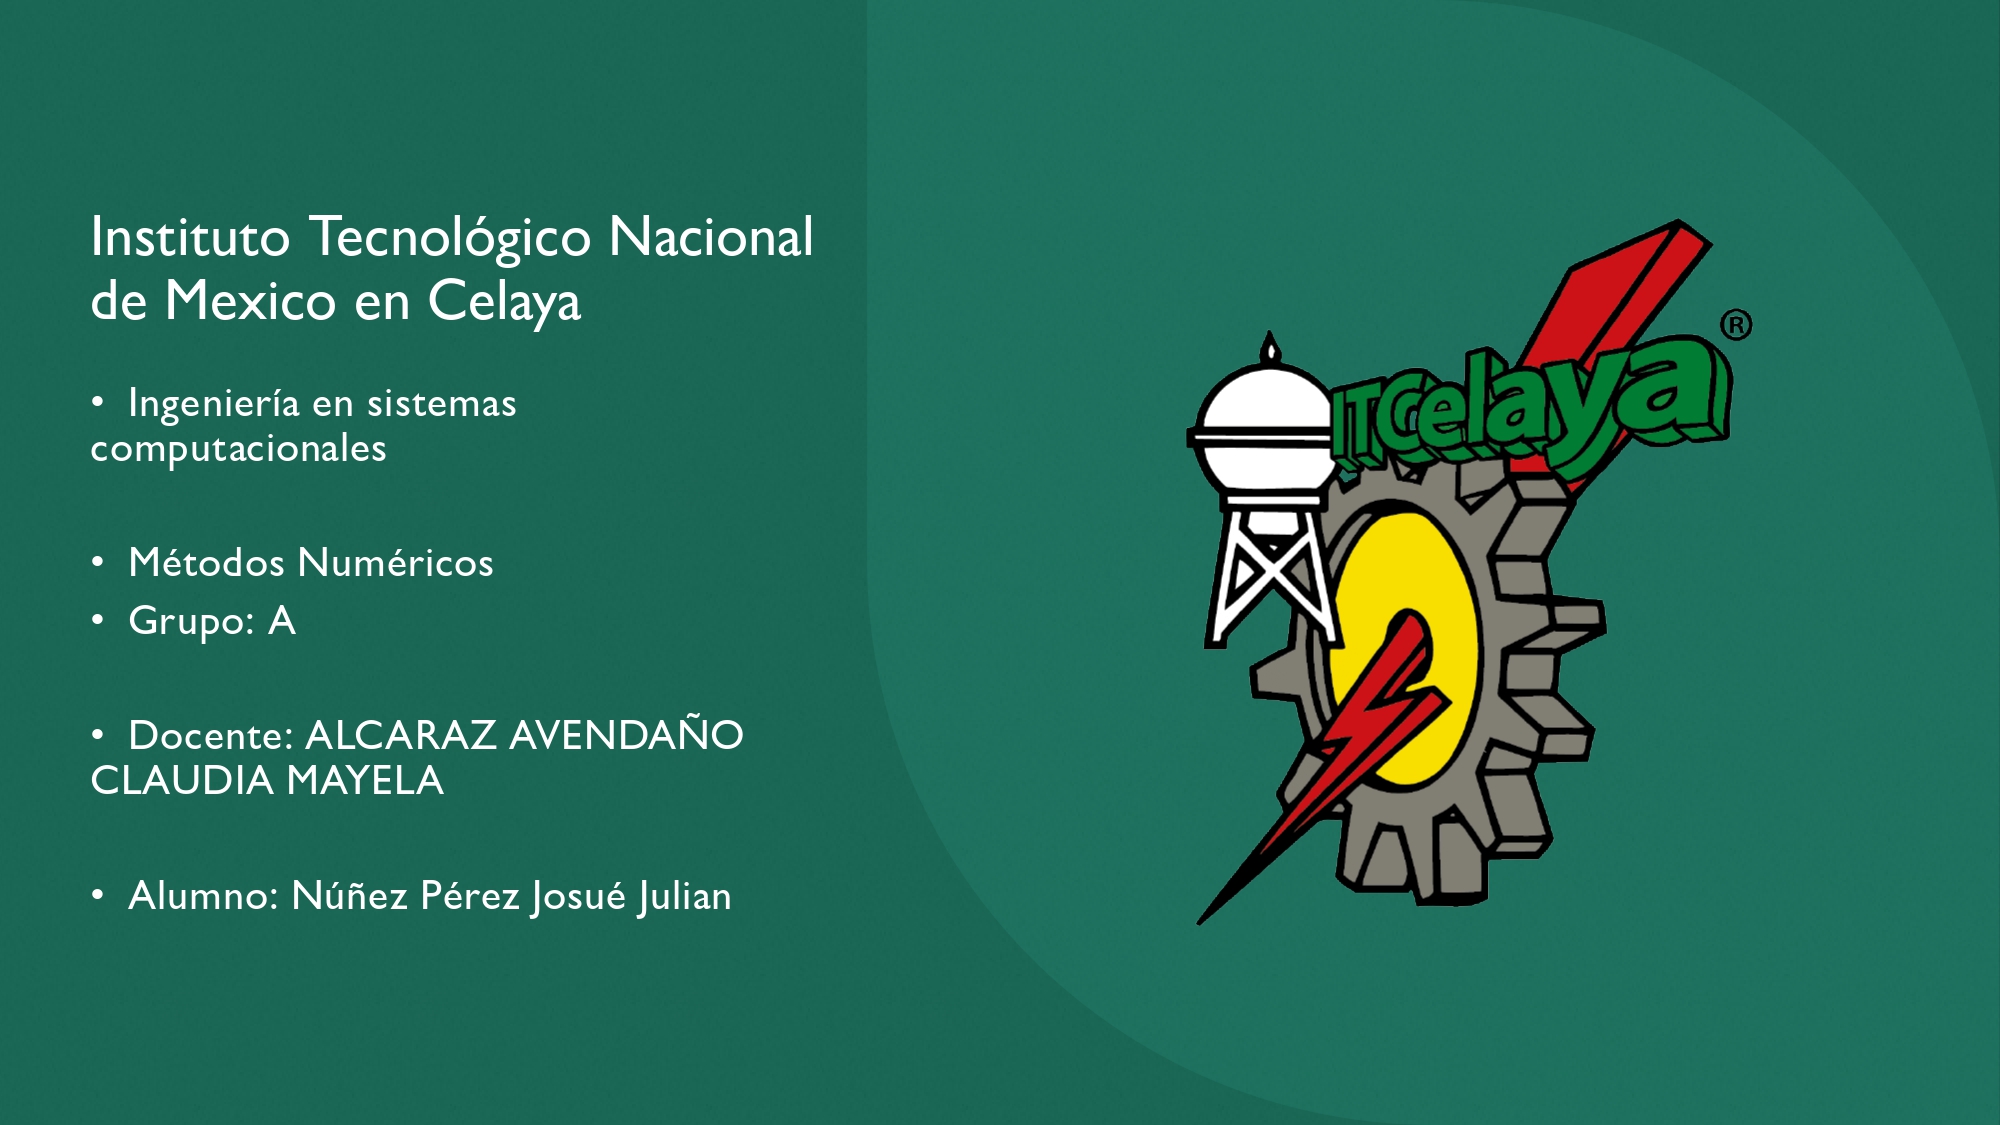 Instituto Tecnológico Nacional
de Mexico en Celaya
• Ingeniería en sistemas
computacionales
• Métodos Numéricos
• Grupo: A
• Docente: ALCARAZ AVENDAÑO
CLAUDIA MAYELA
• Alumno: Núñez Pérez Josué Julian
ITCelaya ®